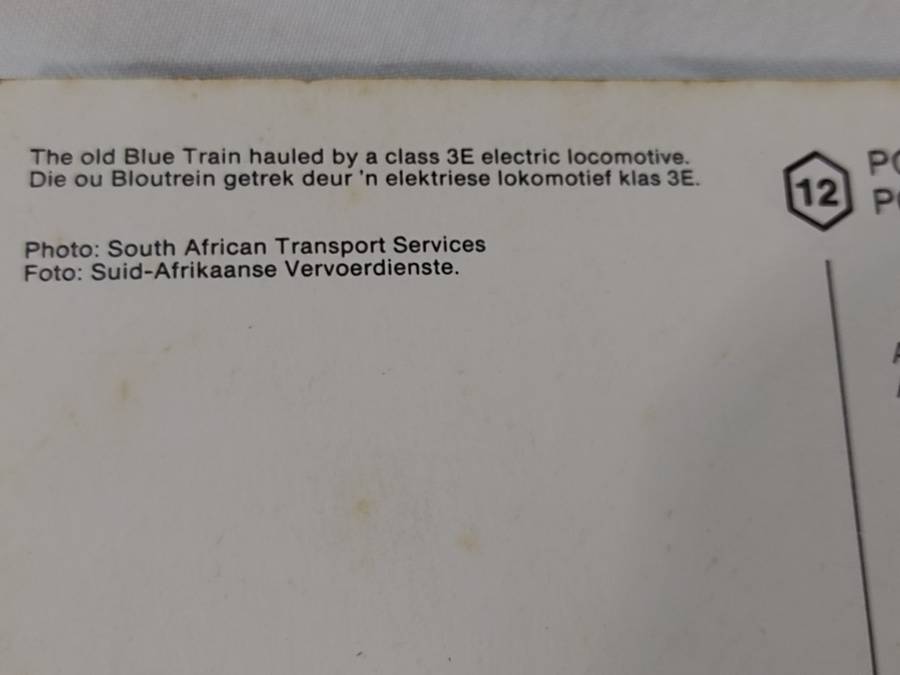 The old Blue Train hauled by a class 3E electric locomotive.
Die ou Bloutrein getrek deur 'n elektriese lokomotief klas 3E.
Photo: South African Transport Services
Foto: Suid-Afrikaanse Vervoerdienste.
12